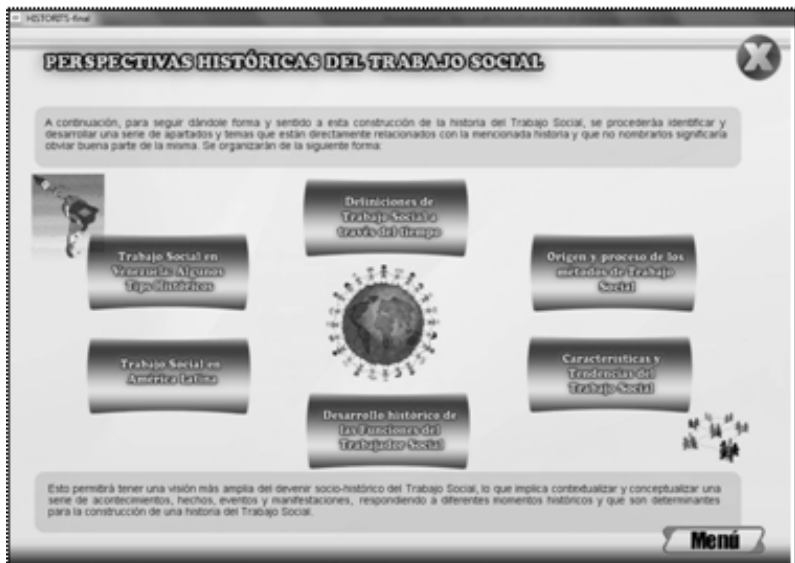 HISTORITS-final
PERSPECTIVAS HISTÓRICAS DEL TRABAJO SOCIAL
X
A continuación, para seguir dándole forma y sentido a esta construcción de la historia del Trabajo Social, se procederáa identificar y
desarrollar una serie de apartados y temas que están directamente relacionados con la mencionada historia y que no nombrarlos significaría
obviar buena parte de la misma. Se organizarán de la siguiente forma:
Definiciones de
Trabajo Social a
través del tiempo
Trabajo Social en
Venezuela: Algunos
Tips Históricos
Origen y proceso de los
metodos de Trabajo
Social
Trabajo Social en
América Latina
Características y
Tendencias del
Trabajo Social
Desarrollo histórico de
las Funciones del
Trabajador Social
Esto permitirá tener una visión más amplia del devenir socio-histórico del Trabajo Social, lo que implica contextualizar y conceptualizar una
serie de acontecimientos, hechos, eventos y manifestaciones, respondiendo a diferentes momentos históricos y que son determinantes
para la construcción de una historia del Trabajo Social.
Menú